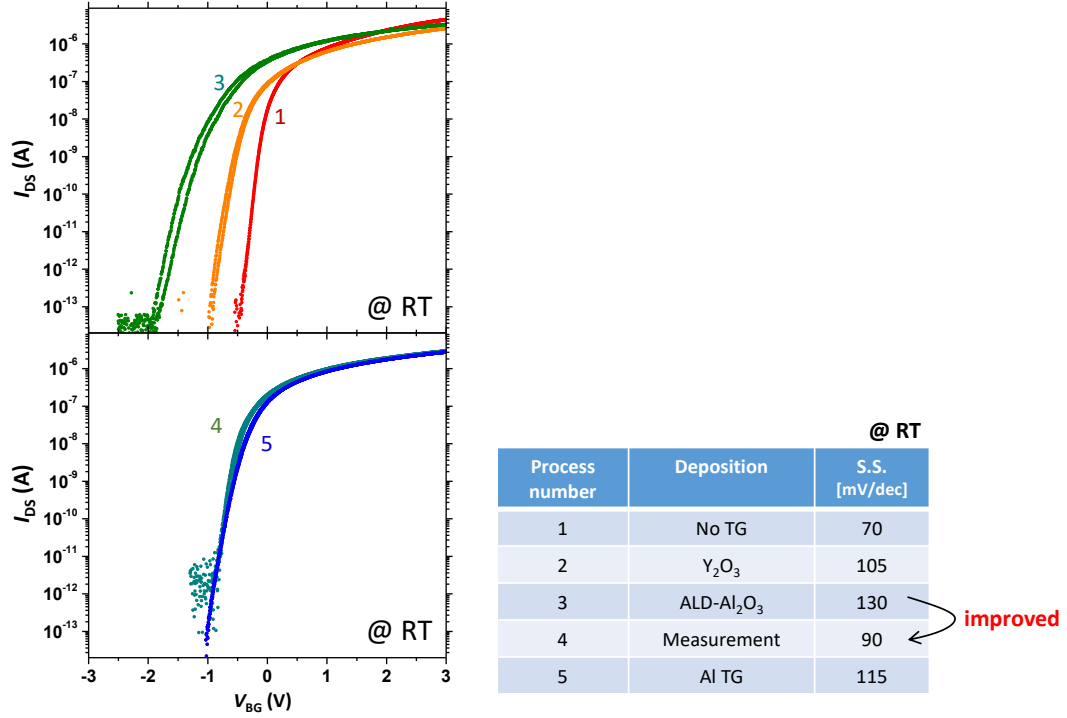 I_DS (A)
10⁻⁶
10⁻⁷
10⁻⁸
10⁻⁹
10⁻¹⁰
10⁻¹¹
10⁻¹²
10⁻¹³
3
2
1
@ RT
I_DS (A)
10⁻⁶
10⁻⁷
10⁻⁸
10⁻⁹
10⁻¹⁰
10⁻¹¹
10⁻¹²
10⁻¹³
4
5
@ RT
-3 -2 -1 0 1 2 3
V_BG (V)
@ RT
Process number Deposition S.S. [mV/dec]
1 No TG 70
2 Y₂O₃ 105
3 ALD-Al₂O₃ 130
4 Measurement 90
5 Al TG 115
improved